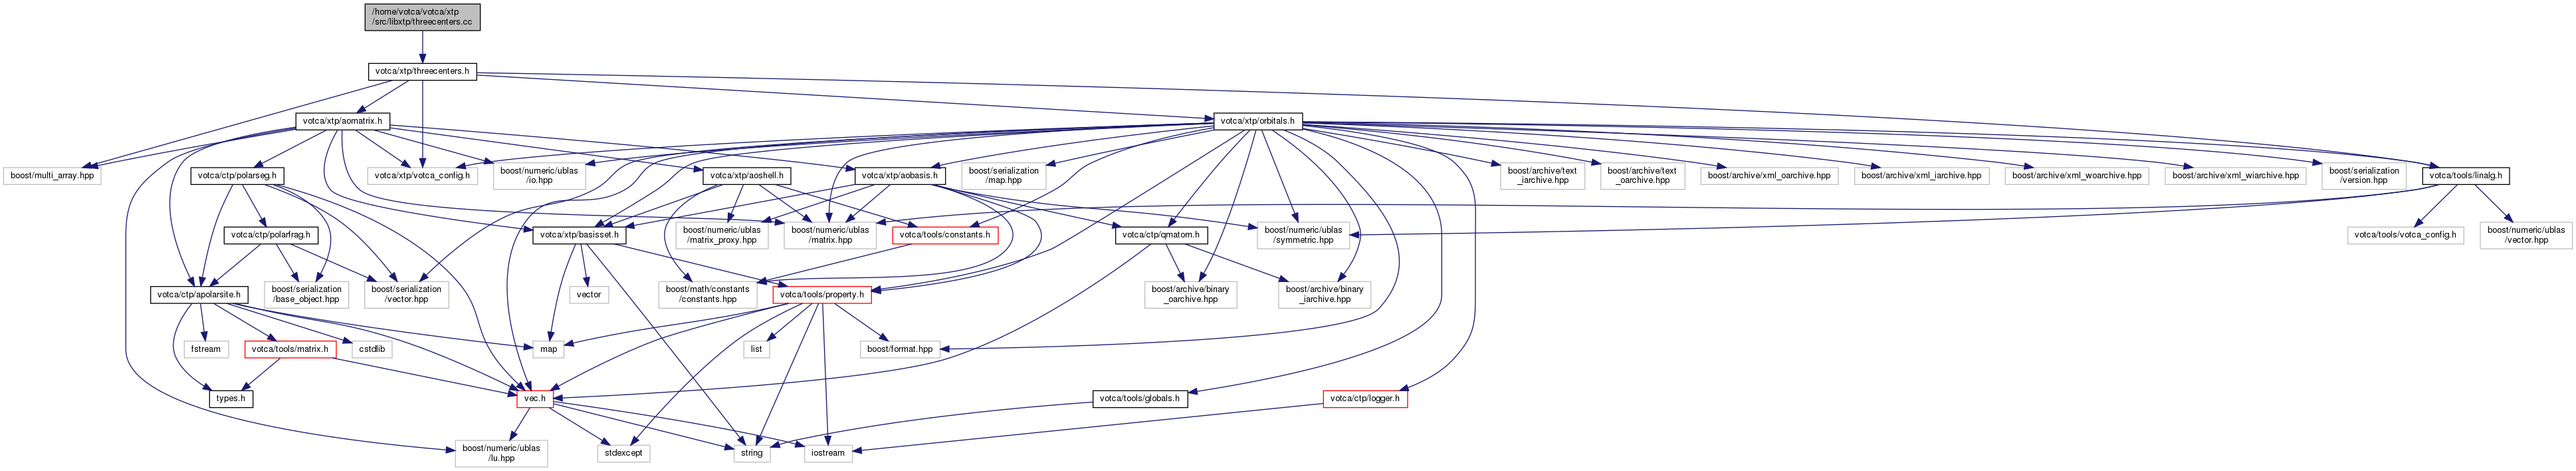 /home/votca/votca/xtp
/src/libxtp/threecenters.cc
votca/xtp/threecenters.h
votca/xtp/aomatrix.h
votca/xtp/orbitals.h
boost/multi_array.hpp
votca/ctp/polarseg.h
votca/xtp/votca_config.h
boost/numeric/ublas
/io.hpp
votca/xtp/aoshell.h
votca/xtp/aobasis.h
boost/serialization
/map.hpp
boost/archive/text
_iarchive.hpp
boost/archive/text
_oarchive.hpp
boost/archive/xml_oarchive.hpp
boost/archive/xml_iarchive.hpp
boost/archive/xml_woarchive.hpp
boost/archive/xml_wiarchive.hpp
boost/serialization
/version.hpp
votca/tools/linalg.h
votca/ctp/polarfrag.h
votca/xtp/basisset.h
boost/numeric/ublas
/matrix_proxy.hpp
boost/numeric/ublas
/matrix.hpp
votca/tools/constants.h
votca/ctp/qmatom.h
boost/numeric/ublas
/symmetric.hpp
votca/tools/votca_config.h
boost/numeric/ublas
/vector.hpp
votca/ctp/apolarsite.h
boost/serialization
/base_object.hpp
boost/serialization
/vector.hpp
vector
boost/math/constants
/constants.hpp
votca/tools/property.h
boost/archive/binary
_oarchive.hpp
boost/archive/binary
_iarchive.hpp
fstream
votca/tools/matrix.h
cstdlib
map
list
boost/format.hpp
types.h
vec.h
votca/tools/globals.h
votca/ctp/logger.h
boost/numeric/ublas
/lu.hpp
stdexcept
string
iostream